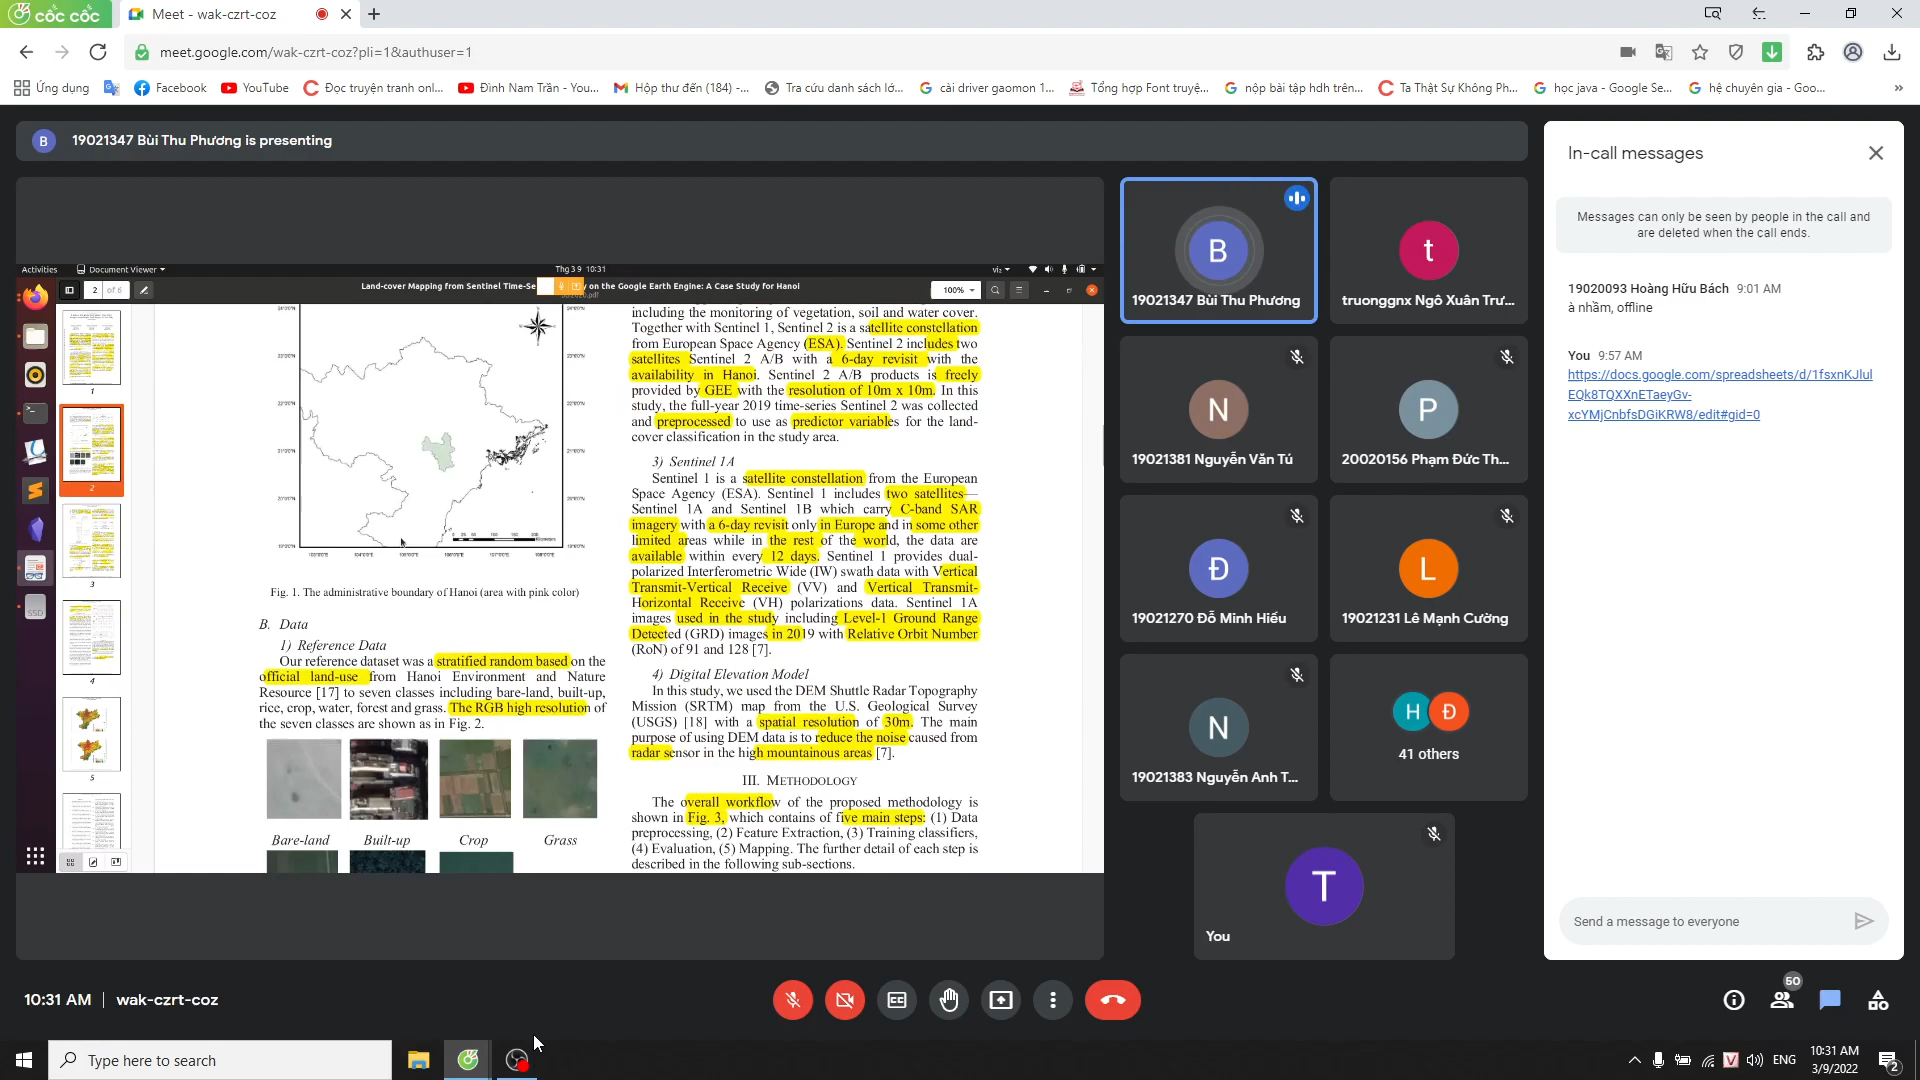 cốc cốc
Meet - wak-czrt-coz
meet.google.com/wak-czrt-coz?pli=1&authuser=1
Ứng dụng
Facebook
YouTube
Đọc truyện tranh onl...
Đình Nam Trần - You...
Hộp thư đến (184) -...
Tra cứu danh sách lớ...
cài driver gaomon 1...
Tổng hợp Font truyệ...
nộp bài tập hdh trên...
Ta Thật Sự Không Ph...
học java - Google Se...
hệ chuyên gia - Goo...
B
19021347 Bùi Thu Phương is presenting
Activities
Document Viewer
Thg 3 9 10:31
vi₂
2
of 6
Land-cover Mapping from Sentinel Time-Se
y on the Google Earth Engine: A Case Study for Hanoi
100%
1
2
3
4
5
SSD
Fig. 1. The administrative boundary of Hanoi (area with pink color)
B. Data
1) Reference Data
Our reference dataset was a stratified random based on the
official land-use from Hanoi Environment and Nature
Resource [17] to seven classes including bare-land, built-up,
rice, crop, water, forest and grass. The RGB high resolution of
the seven classes are shown as in Fig. 2.
Bare-land
Built-up
Crop
Grass
including the monitoring of vegetation, soil and water cover.
Together with Sentinel 1, Sentinel 2 is a satellite constellation
from European Space Agency (ESA). Sentinel 2 includes two
satellites Sentinel 2 A/B with a 6-day revisit with the
availability in Hanoi. Sentinel 2 A/B products is freely
provided by GEE with the resolution of 10m x 10m. In this
study, the full-year 2019 time-series Sentinel 2 was collected
and preprocessed to use as predictor variables for the land-
cover classification in the study area.
3) Sentinel 1A
Sentinel 1 is a satellite constellation from the European
Space Agency (ESA). Sentinel 1 includes two satellites—
Sentinel 1A and Sentinel 1B which carry C-band SAR
imagery with a 6-day revisit only in Europe and in some other
limited areas while in the rest of the world, the data are
available within every 12 days. Sentinel 1 provides dual-
polarized Interferometric Wide (IW) swath data with Vertical
Transmit-Vertical Receive (VV) and Vertical Transmit-
Horizontal Receive (VH) polarizations data. Sentinel 1A
images used in the study including Level-1 Ground Range
Detected (GRD) images in 2019 with Relative Orbit Number
(RoN) of 91 and 128 [7].
4) Digital Elevation Model
In this study, we used the DEM Shuttle Radar Topography
Mission (SRTM) map from the U.S. Geological Survey
(USGS) [18] with a spatial resolution of 30m. The main
purpose of using DEM data is to reduce the noise caused from
radar sensor in the high mountainous areas [7].
III. METHODOLOGY
The overall workflow of the proposed methodology is
shown in Fig. 3, which contains of five main steps: (1) Data
preprocessing, (2) Feature Extraction, (3) Training classifiers,
(4) Evaluation, (5) Mapping. The further detail of each step is
described in the following sub-sections.
B
19021347 Bùi Thu Phương
t
truonggnx Ngô Xuân Trư...
N
19021381 Nguyễn Văn Tú
P
20020156 Phạm Đức Th...
Đ
19021270 Đỗ Minh Hiếu
L
19021231 Lê Mạnh Cường
N
19021383 Nguyễn Anh T...
H Đ
41 others
T
You
In-call messages
Messages can only be seen by people in the call and
are deleted when the call ends.
19020093 Hoàng Hữu Bách 9:01 AM
à nhầm, offline
You 9:57 AM
https://docs.google.com/spreadsheets/d/1fsxnKJlul
EQk8TQXXnETaeyGv-
xcYMjCnbfsDGiKRW8/edit#gid=0
Send a message to everyone
10:31 AM | wak-czrt-coz
50
Type here to search
V
ENG
10:31 AM
3/9/2022
2